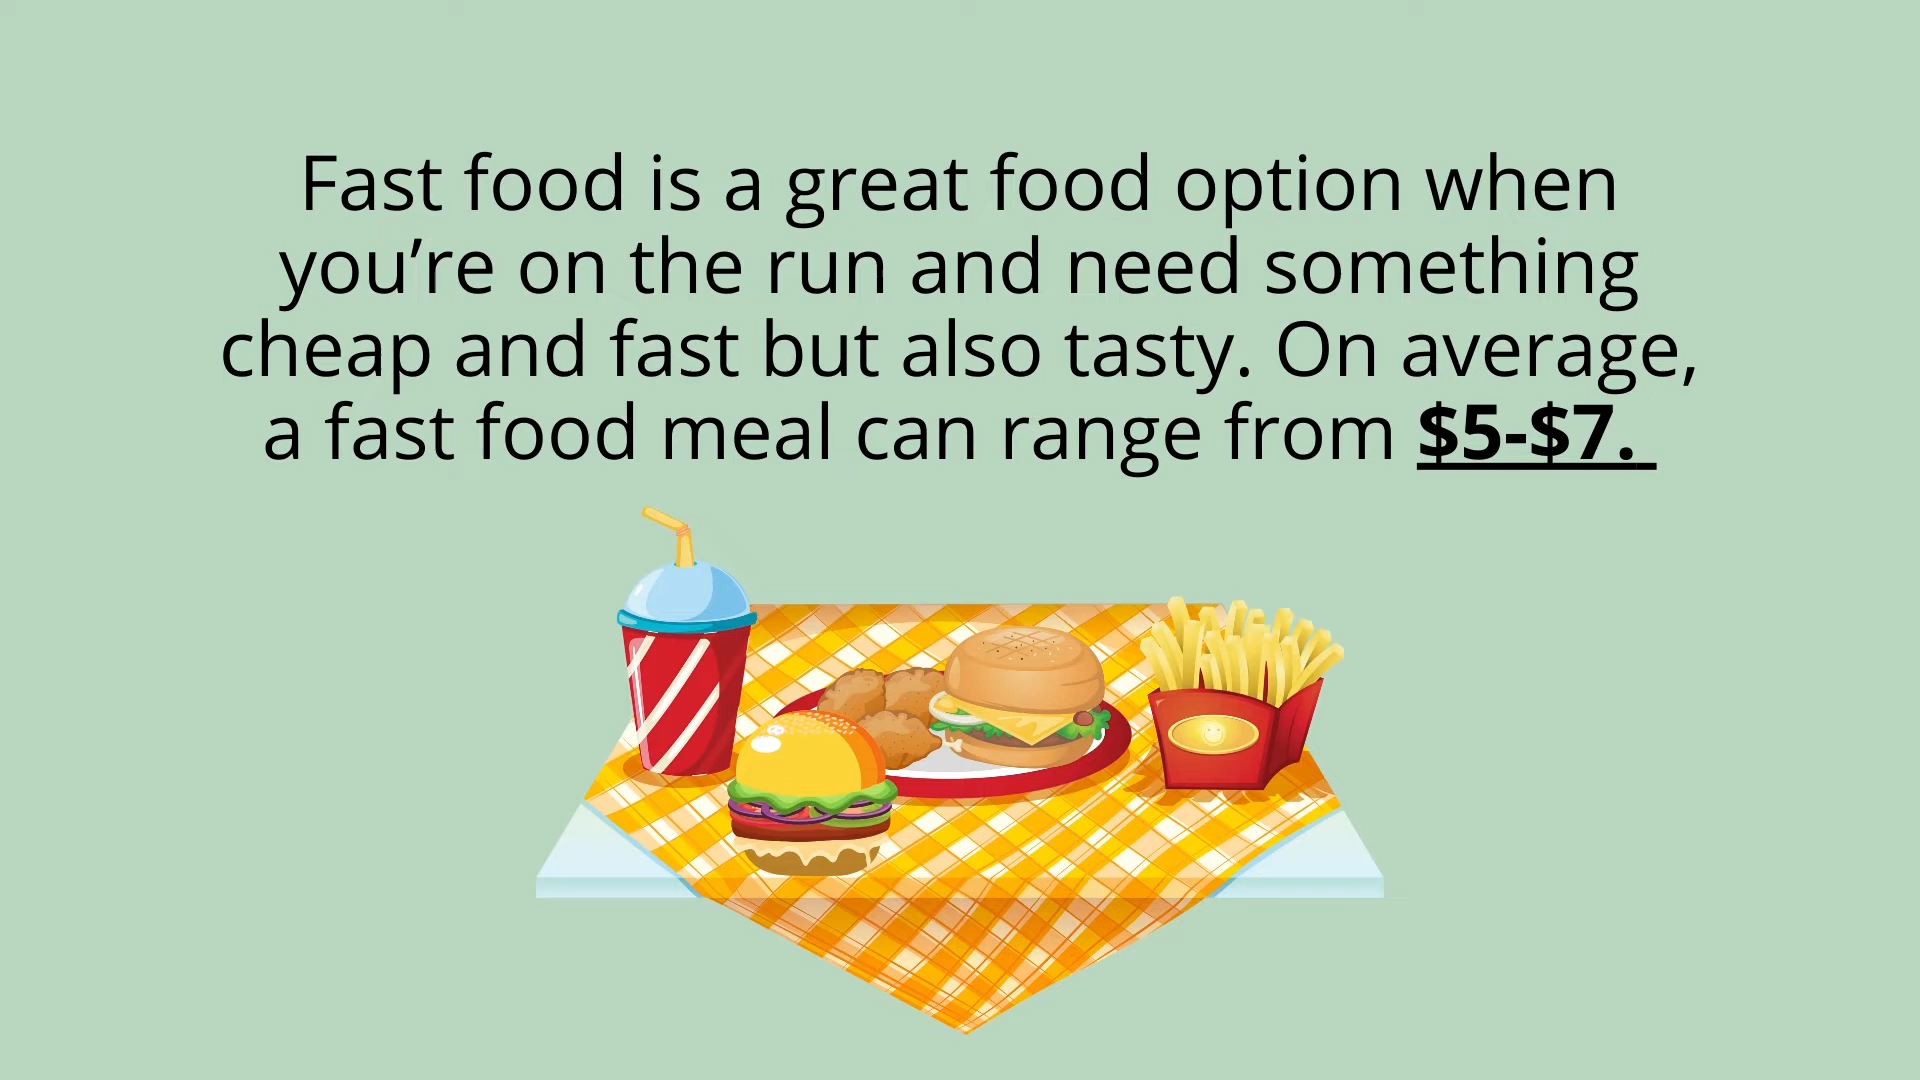 Fast food is a great food option when
you’re on the run and need something
cheap and fast but also tasty. On average,
a fast food meal can range from $5-$7.